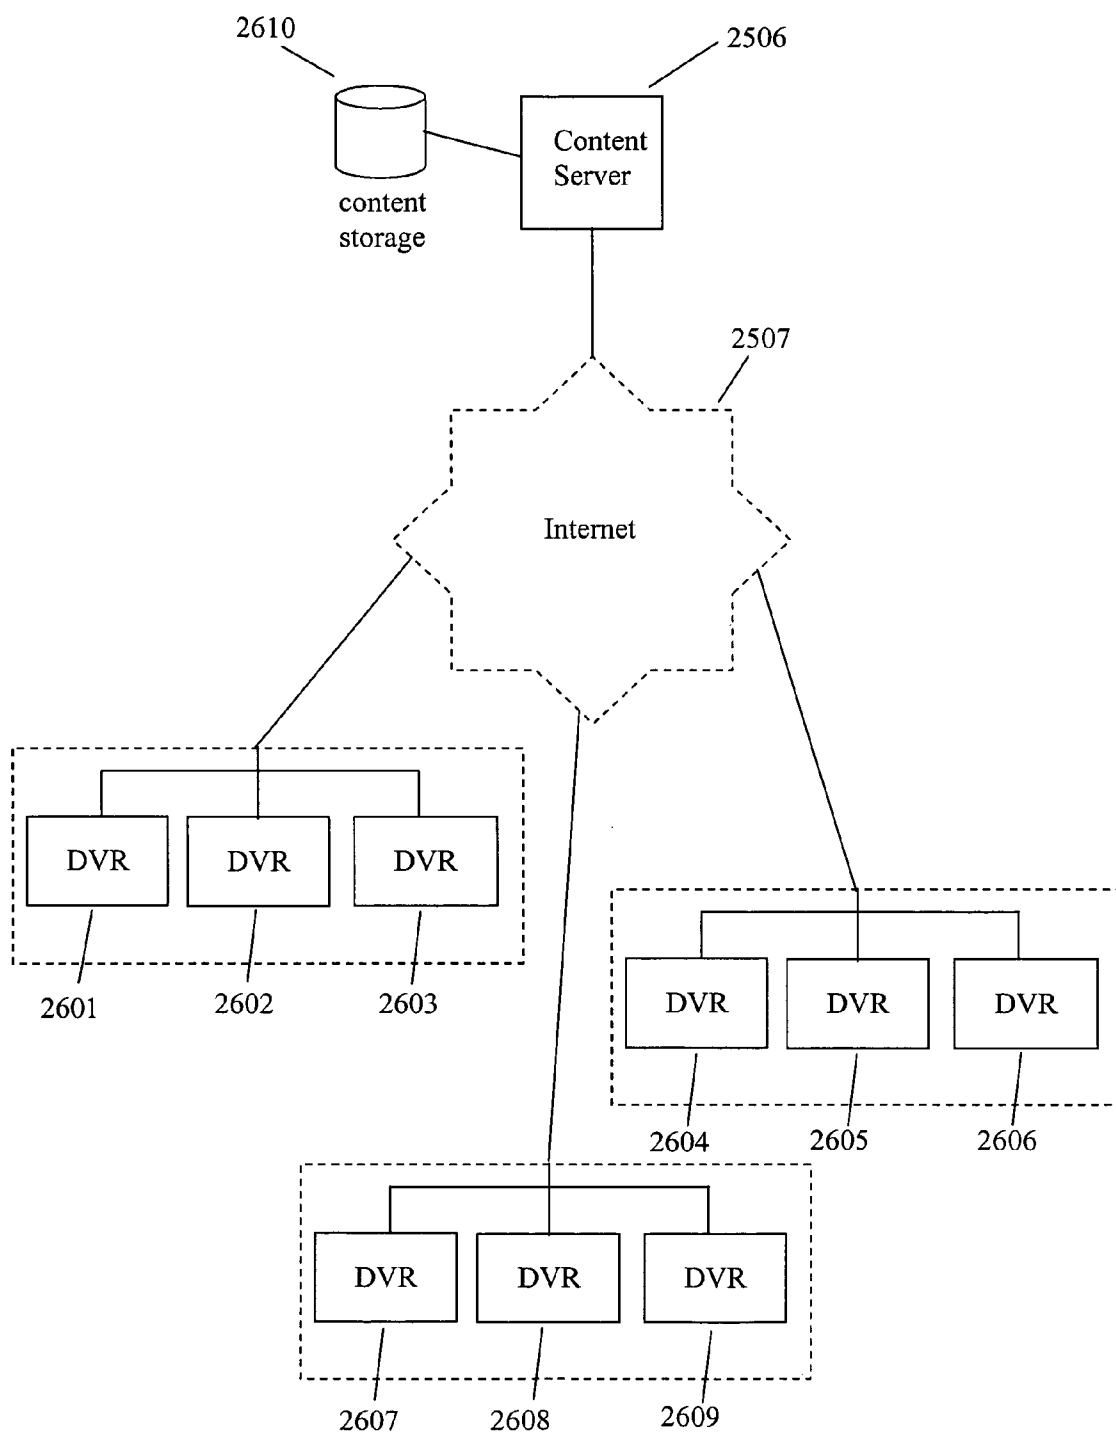 2610
2506
Content
Server
content
storage
2507
Internet
DVR
DVR
DVR
2601
2602
2603
DVR
DVR
DVR
2604
2605
2606
DVR
DVR
DVR
2607
2608
2609